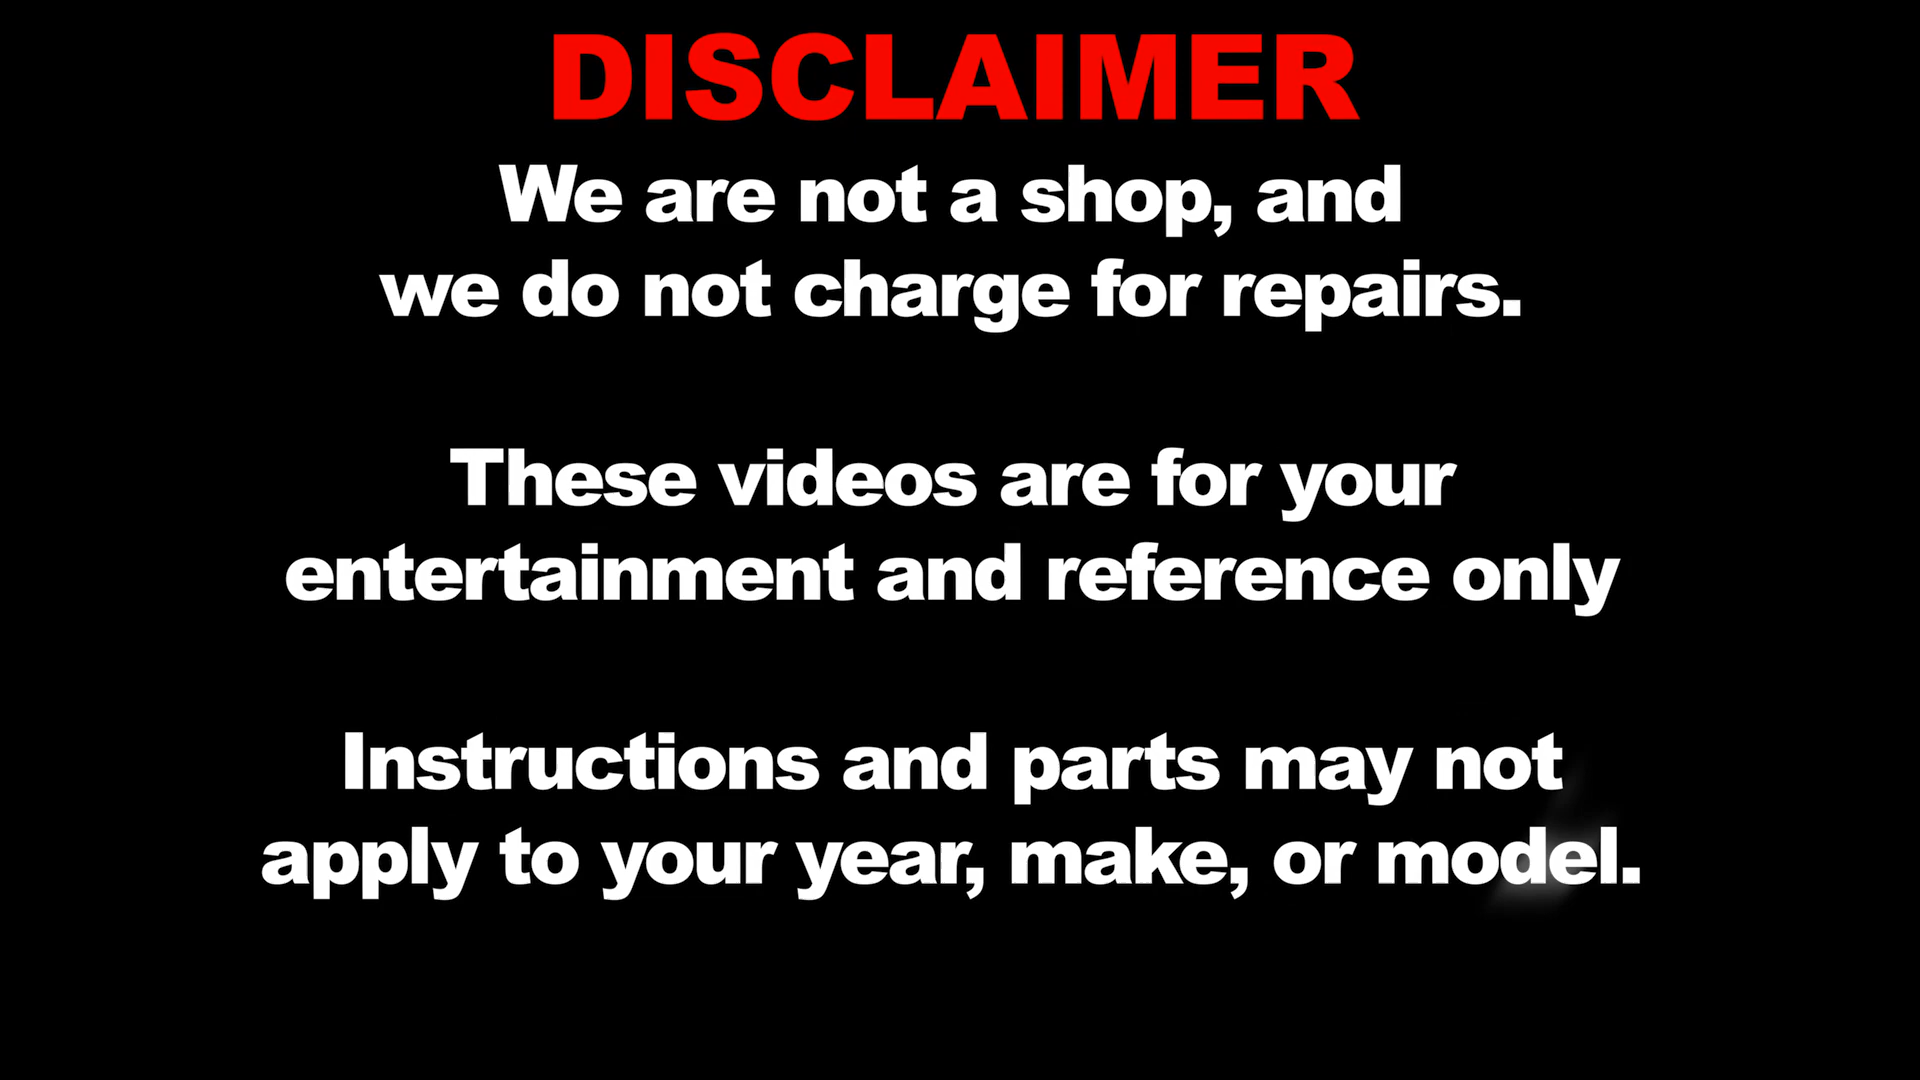 DISCLAIMER
We are not a shop, and
we do not charge for repairs.
These videos are for your
entertainment and reference only
Instructions and parts may not
apply to your year, make, or model.